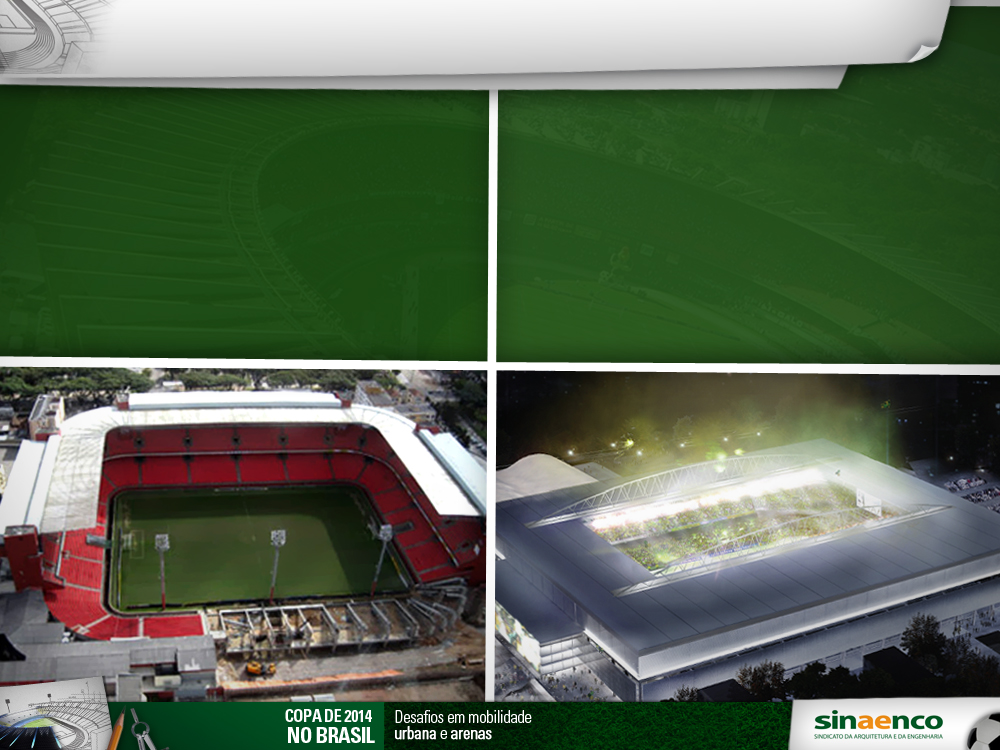 COPA DE 2014
NO BRASIL
Desafios em mobilidade
urbana e arenas
sinaenco
SINDICATO DA ARQUITETURA E DA ENGENHARIA